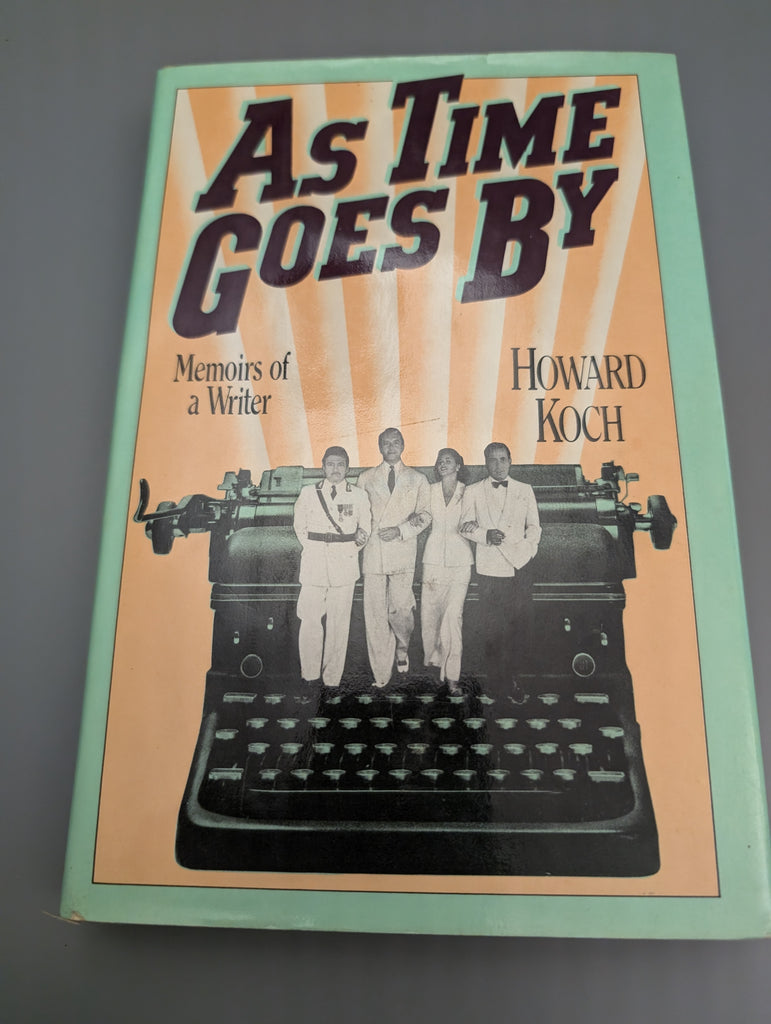 As Time
Goes By
Memoirs of
a Writer
Howard
Koch